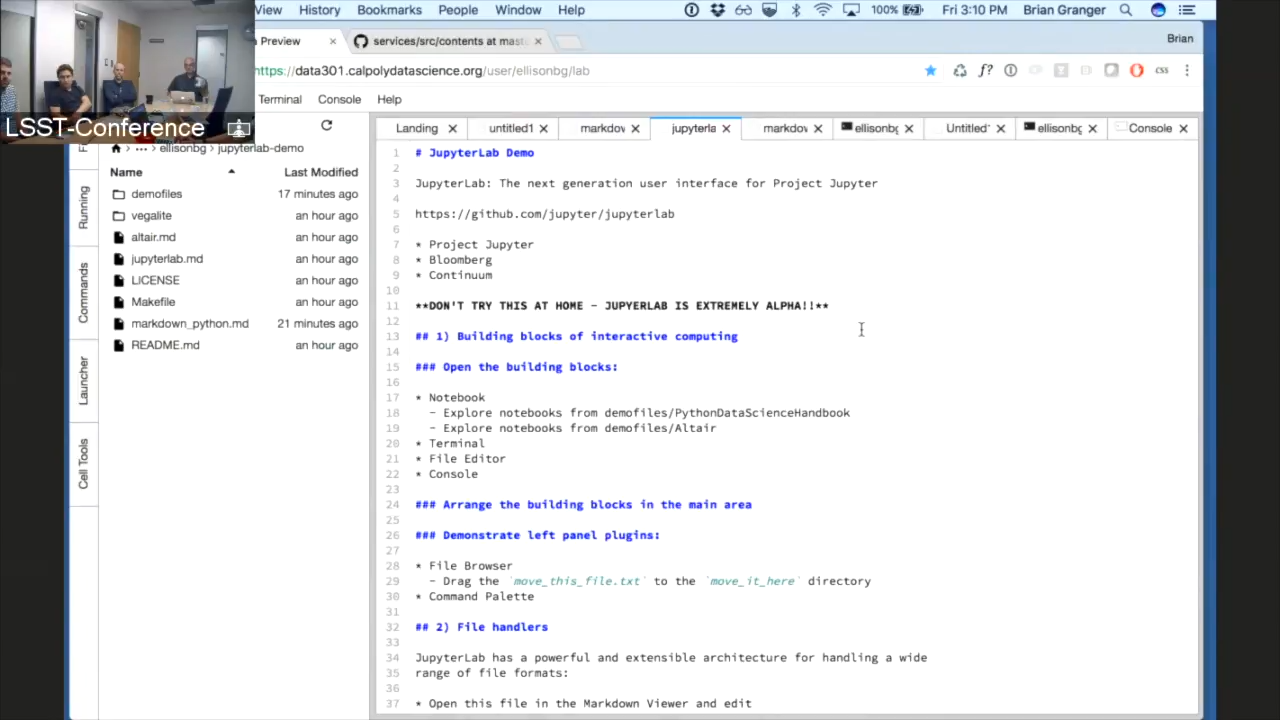 View History Bookmarks People Window Help 100% Fri 3:10 PM Brian Granger
Preview services/src/contents at mast Brian
https://data301.calpolydatascience.org/user/ellisonbg/lab f? css
Terminal Console Help
LSST-Conference
Landing untitled1 markdov jupyterla markdov ellisonbg Untitled ellisonbg Console
... ellisonbg jupyterlab-demo
Name Last Modified
demofiles 17 minutes ago
vegalite an hour ago
altair.md an hour ago
jupyterlab.md an hour ago
LICENSE an hour ago
Makefile an hour ago
markdown_python.md 21 minutes ago
README.md an hour ago
Running
Commands
Launcher
Cell Tools
1 # JupyterLab Demo
2
3 JupyterLab: The next generation user interface for Project Jupyter
4
5 https://github.com/jupyter/jupyterlab
6
7 * Project Jupyter
8 * Bloomberg
9 * Continuum
10
11 **DON'T TRY THIS AT HOME - JUPYERLAB IS EXTREMELY ALPHA!!**
12
13 ## 1) Building blocks of interactive computing
14
15 ### Open the building blocks:
16
17 * Notebook
18 - Explore notebooks from demofiles/PythonDataScienceHandbook
19 - Explore notebooks from demofiles/Altair
20 * Terminal
21 * File Editor
22 * Console
23
24 ### Arrange the building blocks in the main area
25
26 ### Demonstrate left panel plugins:
27
28 * File Browser
29 - Drag the `move_this_file.txt` to the `move_it_here` directory
30 * Command Palette
31
32 ## 2) File handlers
33
34 JupyterLab has a powerful and extensible architecture for handling a wide
35 range of file formats:
36
37 * Open this file in the Markdown Viewer and edit